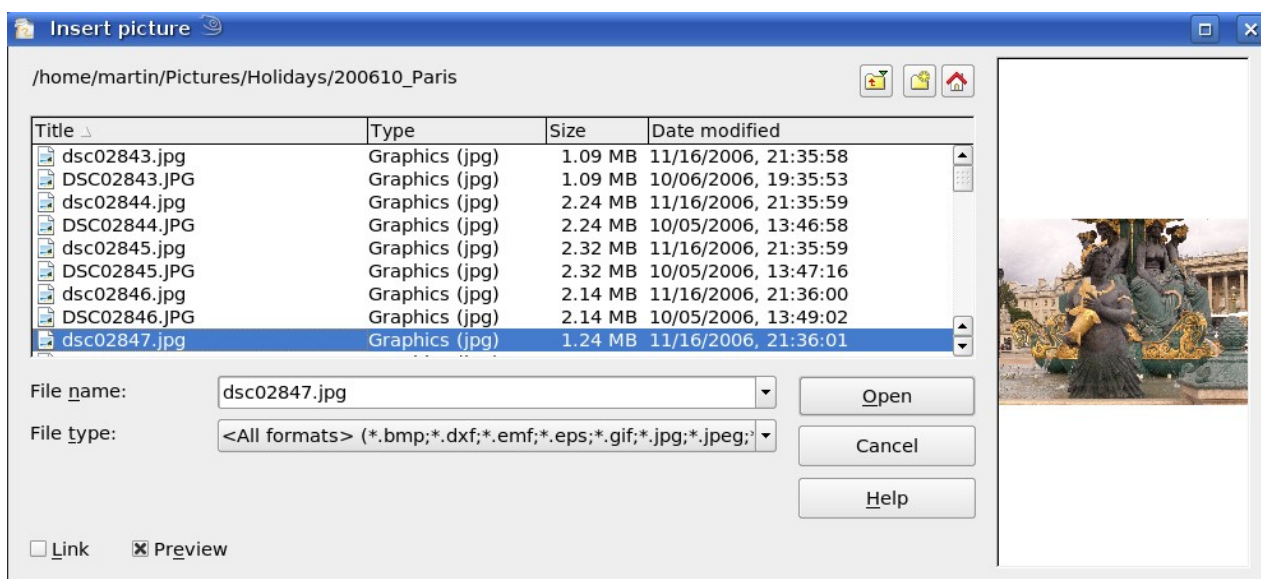 Insert picture
/home/martin/Pictures/Holidays/200610_Paris
Title Type Size Date modified
dsc02843.jpg Graphics (jpg) 1.09 MB 11/16/2006, 21:35:58
DSC02843.JPG Graphics (jpg) 1.09 MB 10/06/2006, 19:35:53
dsc02844.jpg Graphics (jpg) 2.24 MB 11/16/2006, 21:35:59
DSC02844.JPG Graphics (jpg) 2.24 MB 10/05/2006, 13:46:58
dsc02845.jpg Graphics (jpg) 2.32 MB 11/16/2006, 21:35:59
DSC02845.JPG Graphics (jpg) 2.32 MB 10/05/2006, 13:47:16
dsc02846.jpg Graphics (jpg) 2.14 MB 11/16/2006, 21:36:00
DSC02846.JPG Graphics (jpg) 2.14 MB 10/05/2006, 13:49:02
dsc02847.jpg Graphics (jpg) 1.24 MB 11/16/2006, 21:36:01
File name: dsc02847.jpg Open
File type: <All formats> (*.bmp;*.dxf;*.emf;*.eps;*.gif;*.jpg;*.jpeg;
Cancel
Help
Link Preview